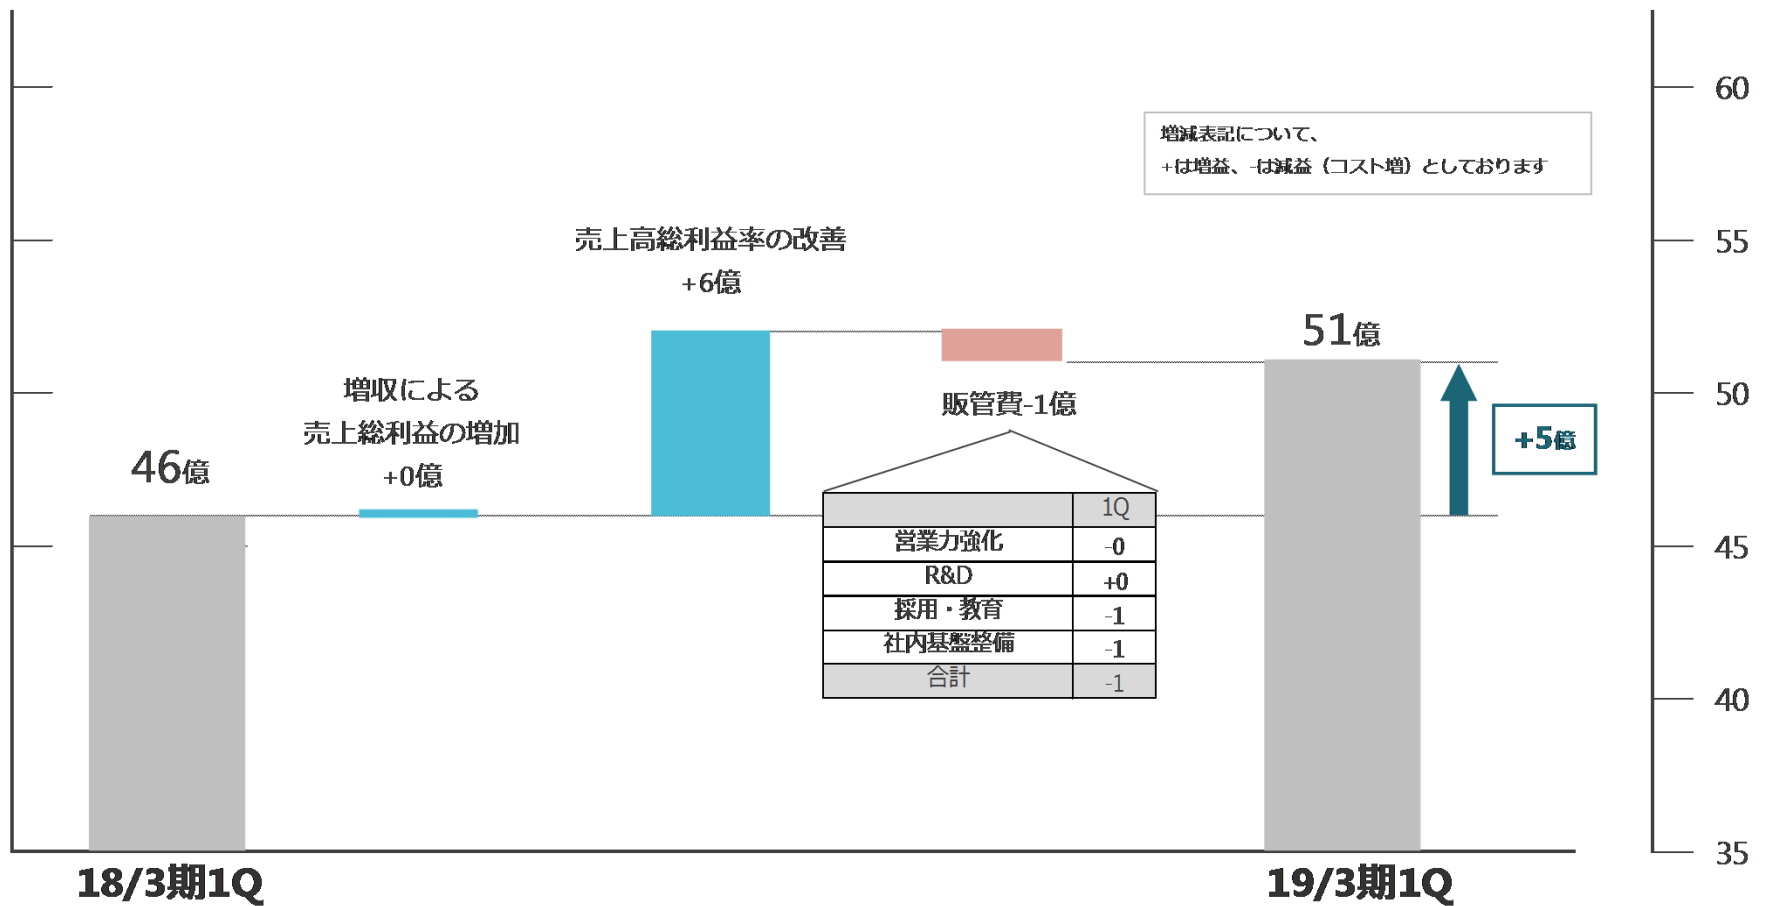 増減表記について、
+は増益、-は減益（コスト増）としております
60
55
50
45
40
35
売上高総利益率の改善
+6億
増収による
売上総利益の増加
+0億
46億
販管費-1億
51億
+5億
1Q
営業力強化 -0
R&D +0
採用・教育 -1
社内基盤整備 -1
合計 -1
18/3期1Q
19/3期1Q